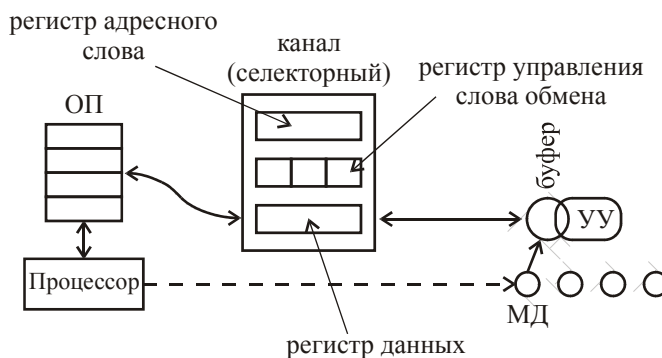 регистр адресного
слова
канал
(селекторный)
регистр управления
слова обмена
ОП
буфер
УУ
Процессор
МД
регистр данных